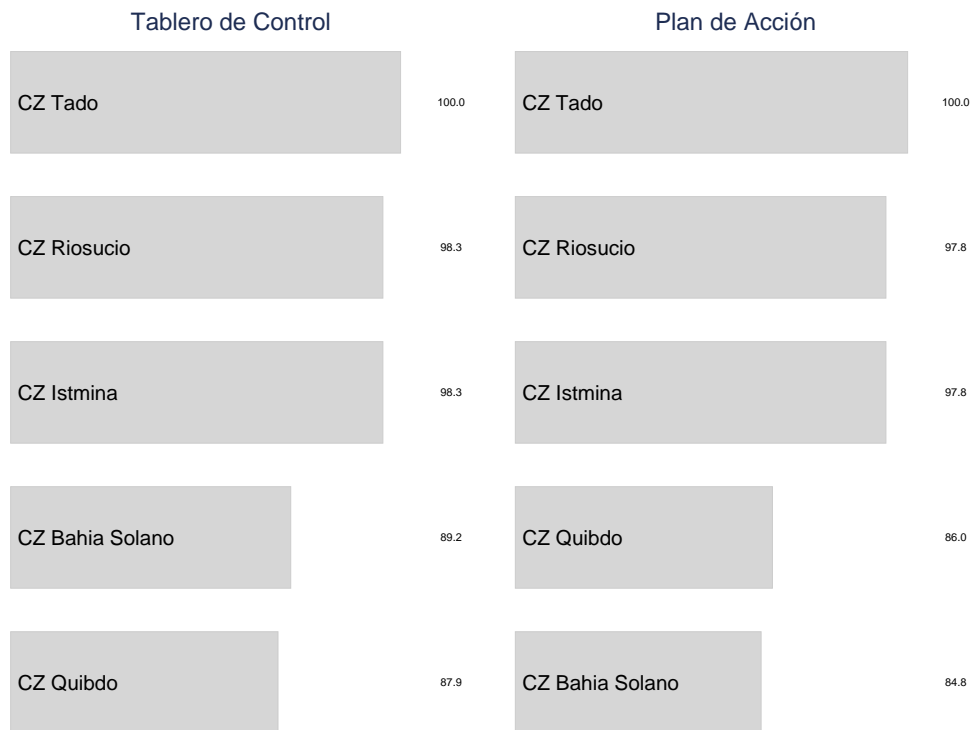 Tablero de Control
CZ Tado 100.0
CZ Riosucio 98.3
CZ Istmina 98.3
CZ Bahia Solano 89.2
CZ Quibdo 87.9
Plan de Acción
CZ Tado 100.0
CZ Riosucio 97.8
CZ Istmina 97.8
CZ Quibdo 86.0
CZ Bahia Solano 84.8